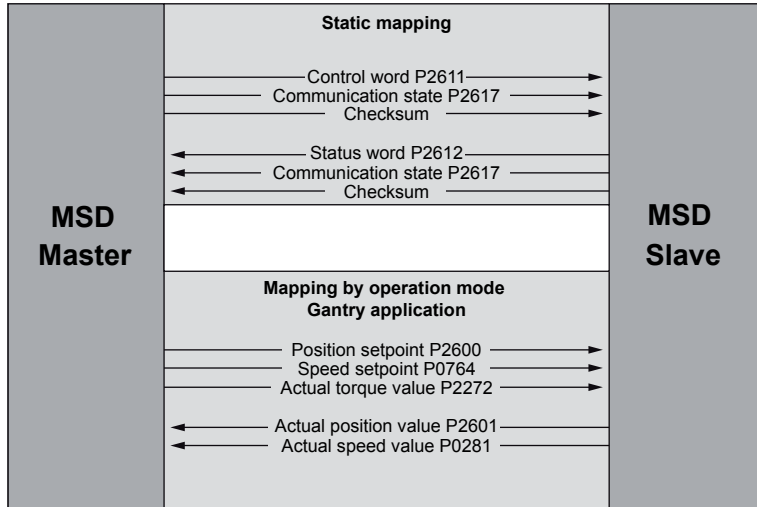 Static mapping
Control word P2611
Communication state P2617
Checksum
Status word P2612
Communication state P2617
Checksum
MSD
Master
MSD
Slave
Mapping by operation mode
Gantry application
Position setpoint P2600
Speed setpoint P0764
Actual torque value P2272
Actual position value P2601
Actual speed value P0281